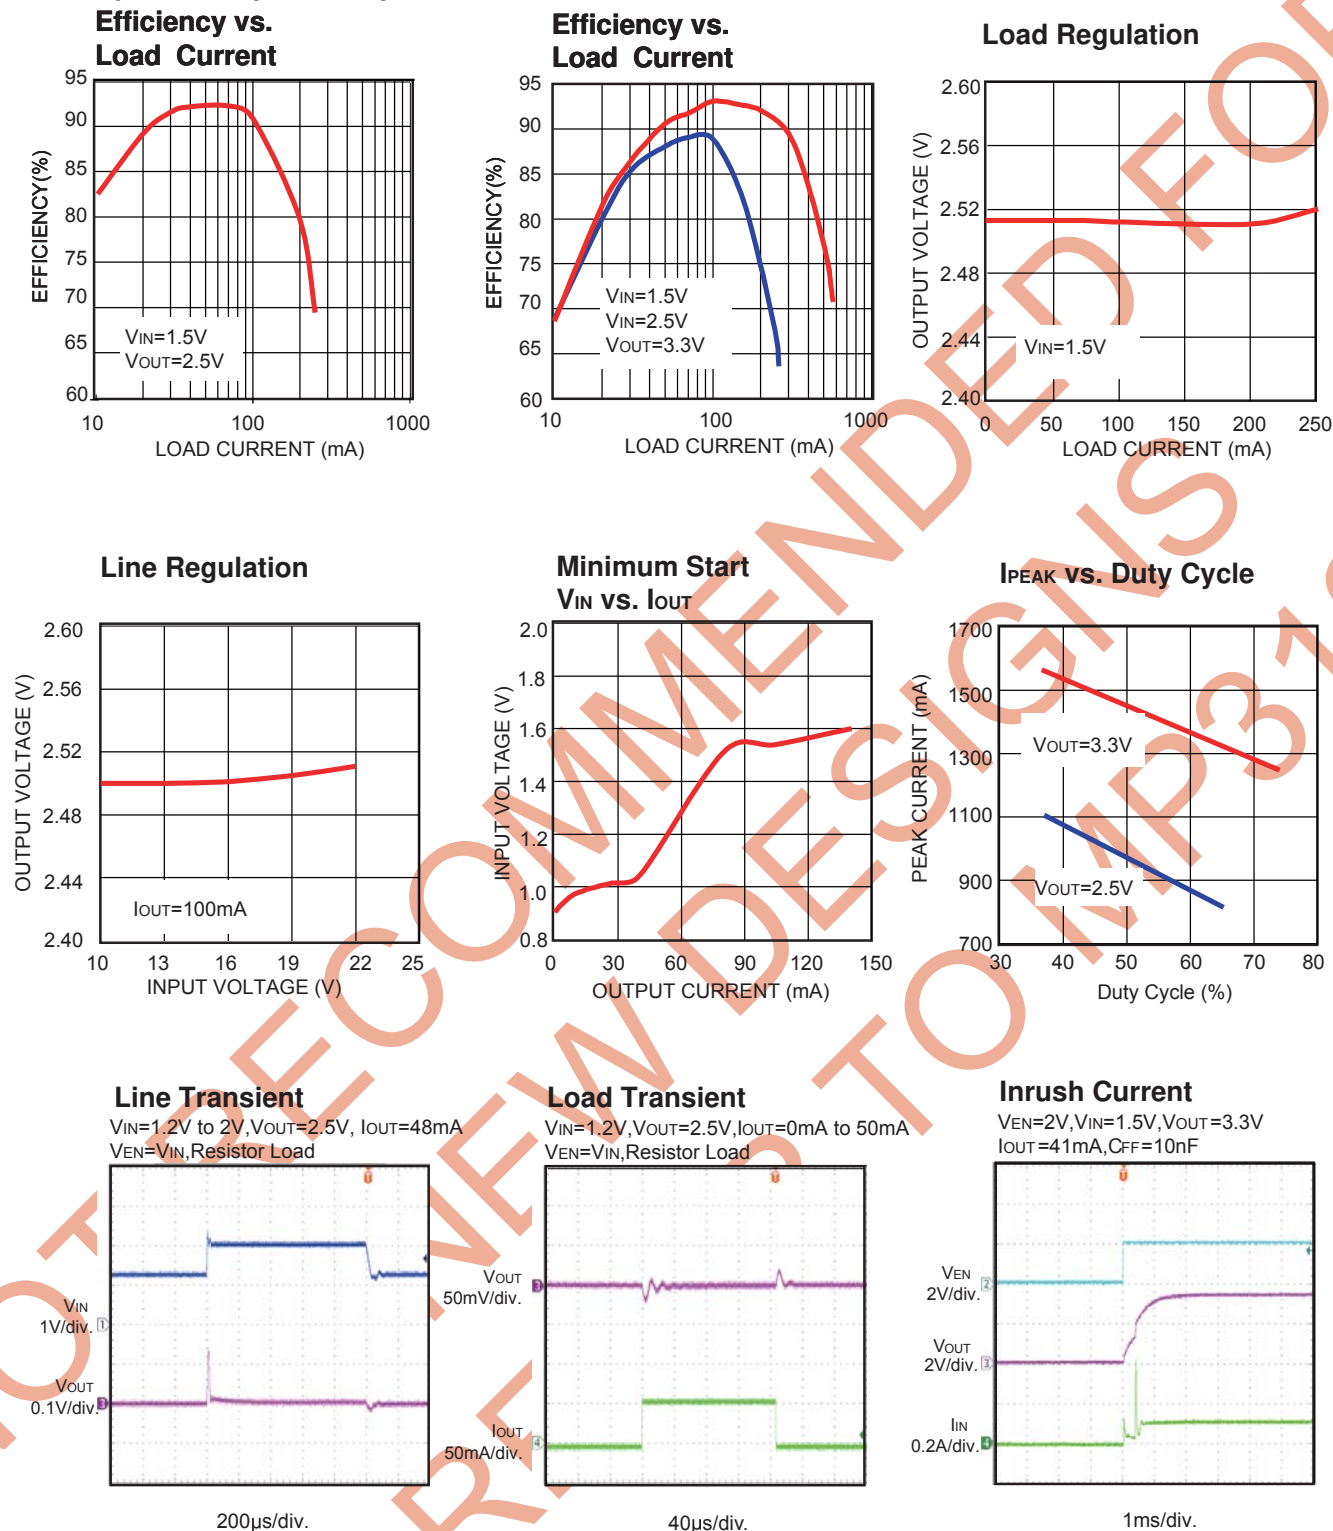 Efficiency vs.
Load Current
95
90
85
80
75
70
65
60
EFFICIENCY(%)
VIN=1.5V
VOUT=2.5V
10 100 1000
LOAD CURRENT (mA)
Efficiency vs.
Load Current
95
90
85
80
75
70
65
60
EFFICIENCY(%)
VIN=1.5V
VIN=2.5V
VOUT=3.3V
10 100 1000
LOAD CURRENT (mA)
Load Regulation
2.60
2.56
2.52
2.48
2.44
2.40
OUTPUT VOLTAGE (V)
VIN=1.5V
0 50 100 150 200 250
LOAD CURRENT (mA)
Line Regulation
2.60
2.56
2.52
2.48
2.44
2.40
OUTPUT VOLTAGE (V)
IOUT=100mA
10 13 16 19 22 25
INPUT VOLTAGE (V)
Minimum Start
VIN vs. IOUT
2.0
1.8
1.6
1.4
1.2
1.0
0.8
INPUT VOLTAGE (V)
0 30 60 90 120 150
OUTPUT CURRENT (mA)
IPEAK vs. Duty Cycle
1700
1500
1300
1100
900
700
PEAK CURRENT (mA)
VOUT=3.3V
VOUT=2.5V
30 40 50 60 70 80
Duty Cycle (%)
Line Transient
VIN=1.2V to 2V,VOUT=2.5V, IOUT=48mA
VEN=VIN,Resistor Load
VIN
1V/div.
1
VOUT
0.1V/div.
3
200µs/div.
Load Transient
VIN=1.2V,VOUT=2.5V,IOUT=0mA to 50mA
VEN=VIN,Resistor Load
VOUT
50mV/div.
3
IOUT
50mA/div.
4
40µs/div.
Inrush Current
VEN=2V,VIN=1.5V,VOUT=3.3V
IOUT=41mA,CFF=10nF
VEN
2V/div.
2
VOUT
2V/div.
3
IIN
0.2A/div.
4
1ms/div.
RECOMMENDED FOR
NEW DESIGNS
TO MP31